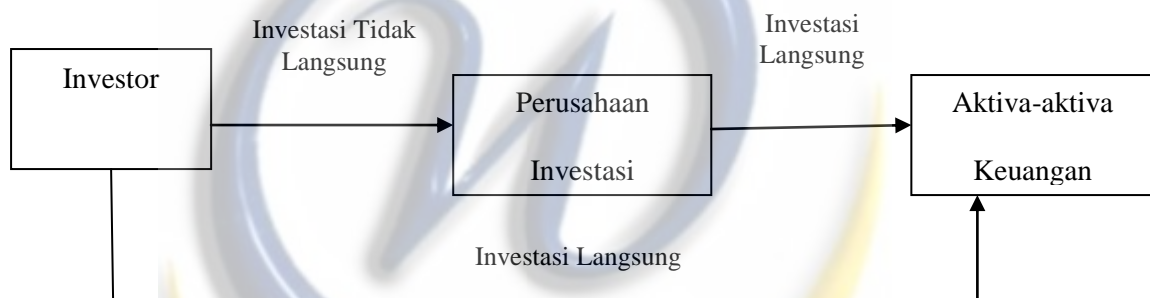 Investasi Tidak
Langsung
Investasi
Langsung
Investor
Perusahaan
Investasi
Aktiva-aktiva
Keuangan
Investasi Langsung